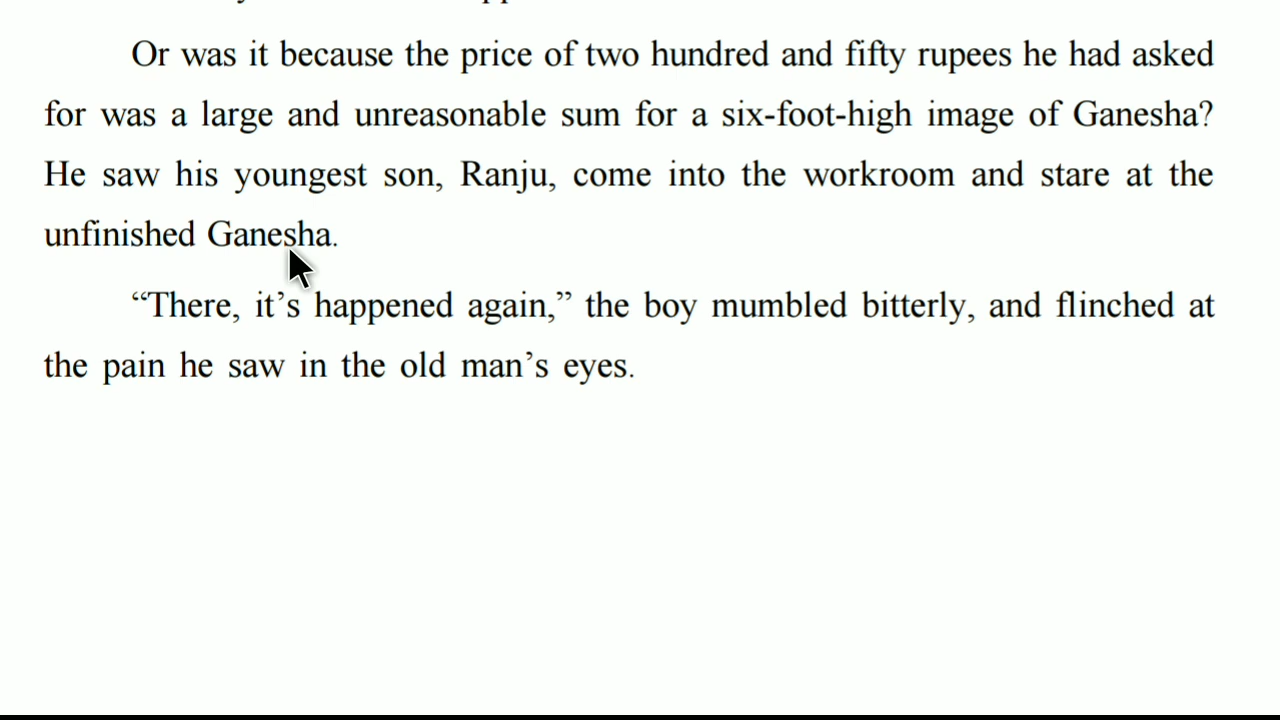 Or was it because the price of two hundred and fifty rupees he had asked
for was a large and unreasonable sum for a six-foot-high image of Ganesha?
He saw his youngest son, Ranju, come into the workroom and stare at the
unfinished Ganesha.
“There, it’s happened again,” the boy mumbled bitterly, and flinched at
the pain he saw in the old man’s eyes.